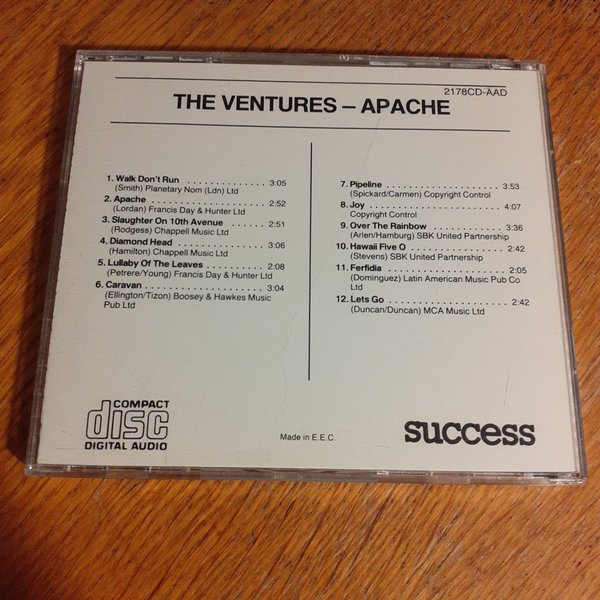 2178CD-AAD
THE VENTURES – APACHE
1. Walk Don't Run . . . . . . . . . . . . . 3:05
(Smith) Planetary Nom (Ldn) Ltd
2. Apache . . . . . . . . . . . . . . . . . . 2:52
(Lordan) Francis Day & Hunter Ltd
3. Slaughter On 10th Avenue . . . . . . . 2:51
(Rodgess) Chappell Music Ltd
4. Diamond Head . . . . . . . . . . . . . . 3:06
(Hamilton) Chappell Music Ltd
5. Lullaby Of The Leaves . . . . . . . . . . 2:08
(Petrere/Young) Francis Day & Hunter Ltd
6. Caravan . . . . . . . . . . . . . . . . . 3:04
(Ellington/Tizon) Boosey & Hawkes Music
Pub Ltd
7. Pipeline . . . . . . . . . . . . . . . . . 3:53
(Spickard/Carmen) Copyright Control
8. Joy . . . . . . . . . . . . . . . . . . . 4:07
Copyright Control
9. Over The Rainbow . . . . . . . . . . . 3:36
(Arlen/Hamburg) SBK United Partnership
10. Hawaii Five O . . . . . . . . . . . . . 2:42
(Stevens) SBK United Partnership
11. Ferfidia . . . . . . . . . . . . . . . . . 2:05
(Dominguez) Latin American Music Pub Co
Ltd
12. Lets Go . . . . . . . . . . . . . . . . . 2:42
(Duncan/Duncan) MCA Music Ltd
COMPACT
disc
DIGITAL AUDIO
Made in E.E.C.
success